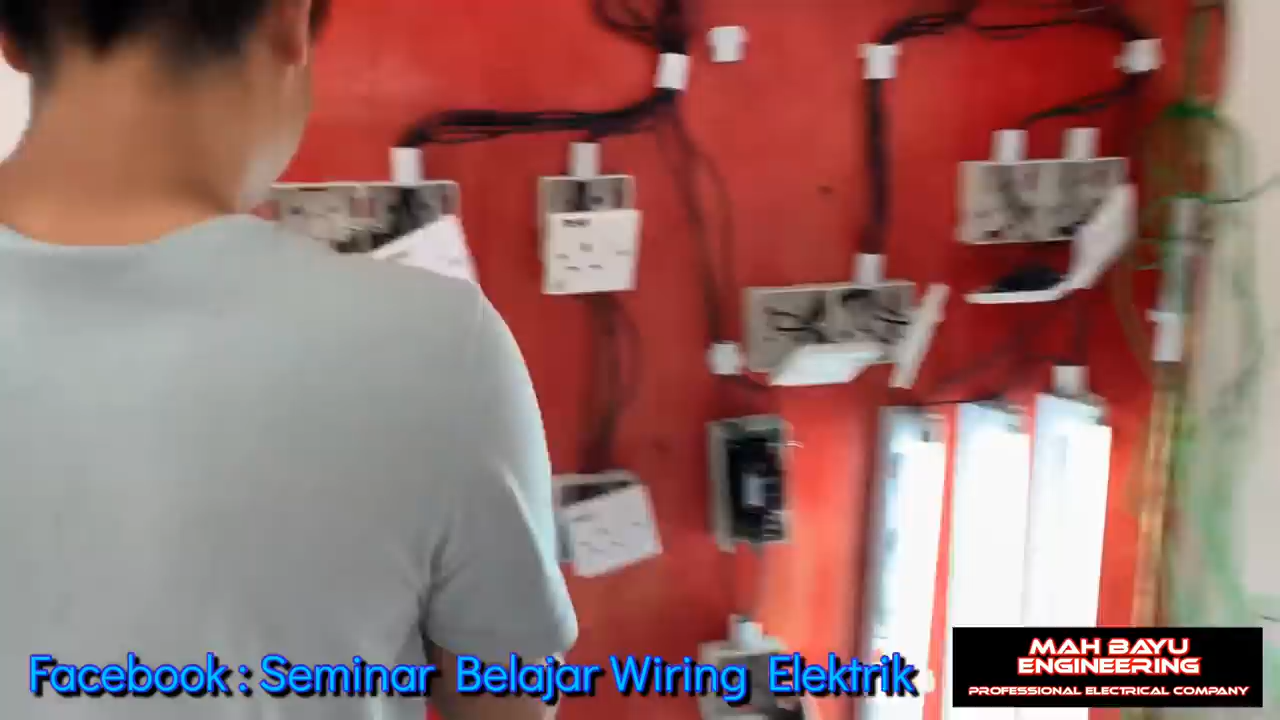 Facebook : Seminar Belajar Wiring Elektrik
MAH BAYU
ENGINEERING
PROFESSIONAL ELECTRICAL COMPANY